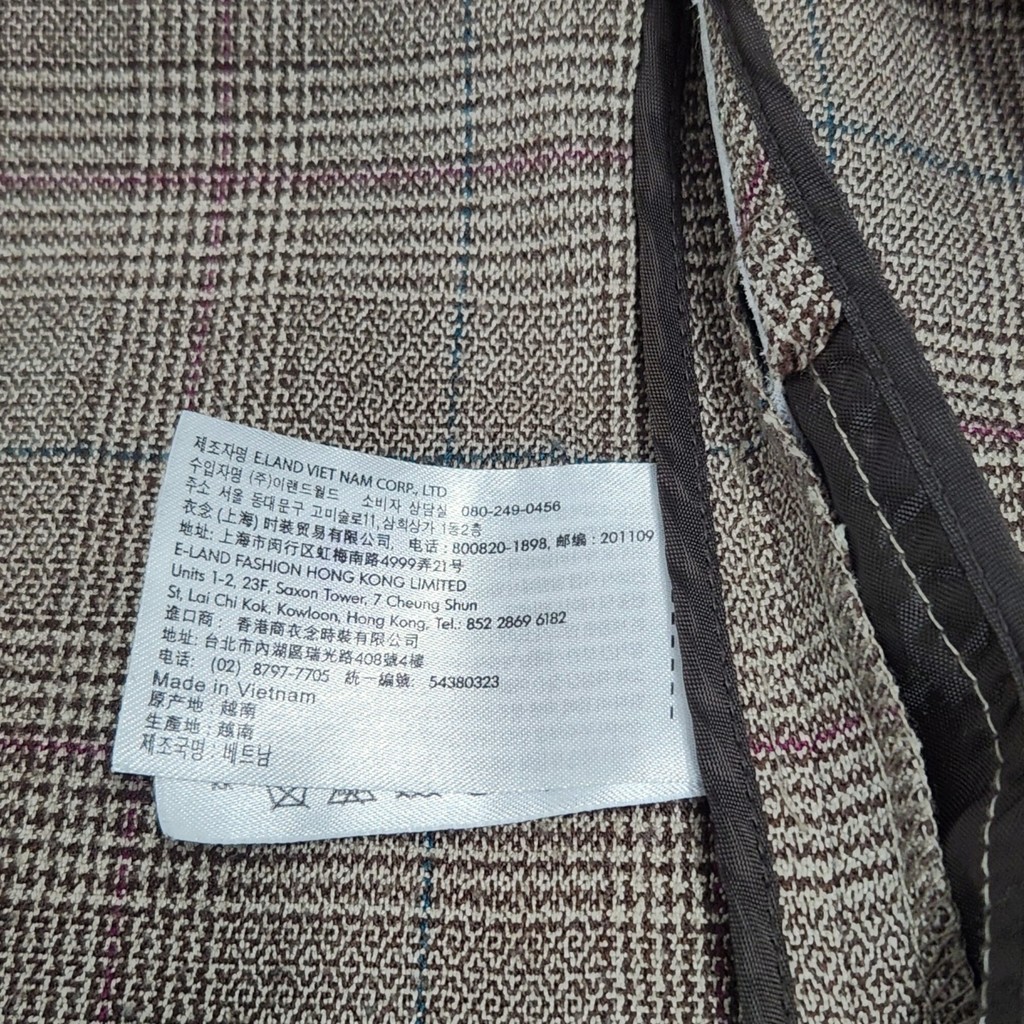 제조자명 E.LAND VIET NAM CORP., LTD
수입자명 (주)이랜드월드 소비자 상담실 080-249-0456
주소 서울 동대문구 고미술로11,삼희상가 1동2층
衣念 (上海) 时装贸易有限公司, 电话 : 800820-1898, 邮编 : 201109
地址: 上海市闵行区虹梅南路4999弄21号
E-LAND FASHION HONG KONG LIMITED
Units 1-2, 23F, Saxon Tower, 7 Cheung Shun
St, Lai Chi Kok, Kowloon, Hong Kong, Tel.: 852 2869 6182
進口商 : 香港商衣念時裝有限公司
地址: 台北市內湖區瑞光路408號4樓
电话: (02) 8797-7705 統一編號: 54380323
Made in Vietnam
原产地 : 越南
生產地 : 越南
제조국명 : 베트남